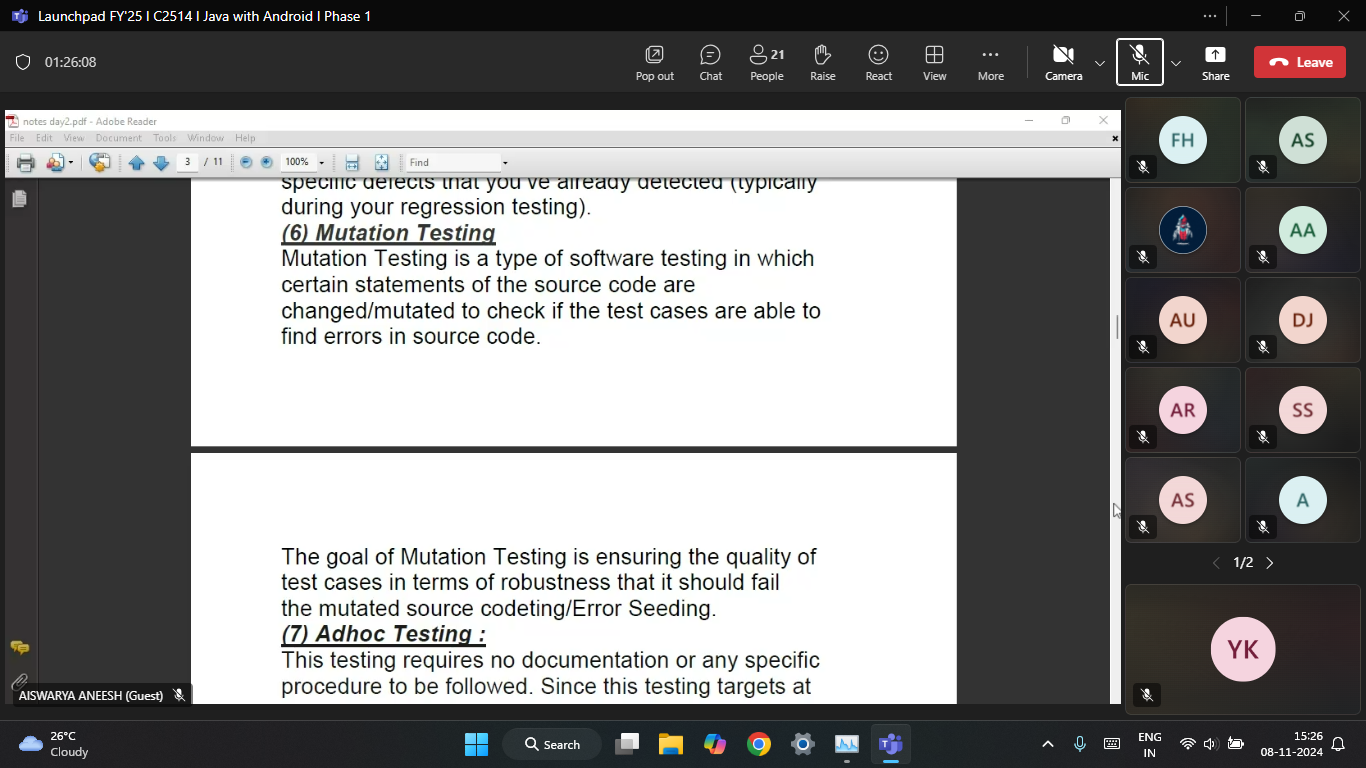 Launchpad FY'25 I C2514 I Java with Android I Phase 1
01:26:08
Pop out
Chat
21
People
Raise
React
View
More
Camera
Mic
Share
Leave
notes day2.pdf - Adobe Reader
File Edit View Document Tools Window Help
3 / 11
100%
Find
specific defects that you've already detected (typically
during your regression testing).
(6) Mutation Testing
Mutation Testing is a type of software testing in which
certain statements of the source code are
changed/mutated to check if the test cases are able to
find errors in source code.
The goal of Mutation Testing is ensuring the quality of
test cases in terms of robustness that it should fail
the mutated source codeting/Error Seeding.
(7) Adhoc Testing :
This testing requires no documentation or any specific
procedure to be followed. Since this testing targets at
AISWARYA ANEESH (Guest)
FH
AS
AA
AU
DJ
AR
SS
AS
A
1/2
YK
26°C
Cloudy
Search
ENG
IN
15:26
08-11-2024